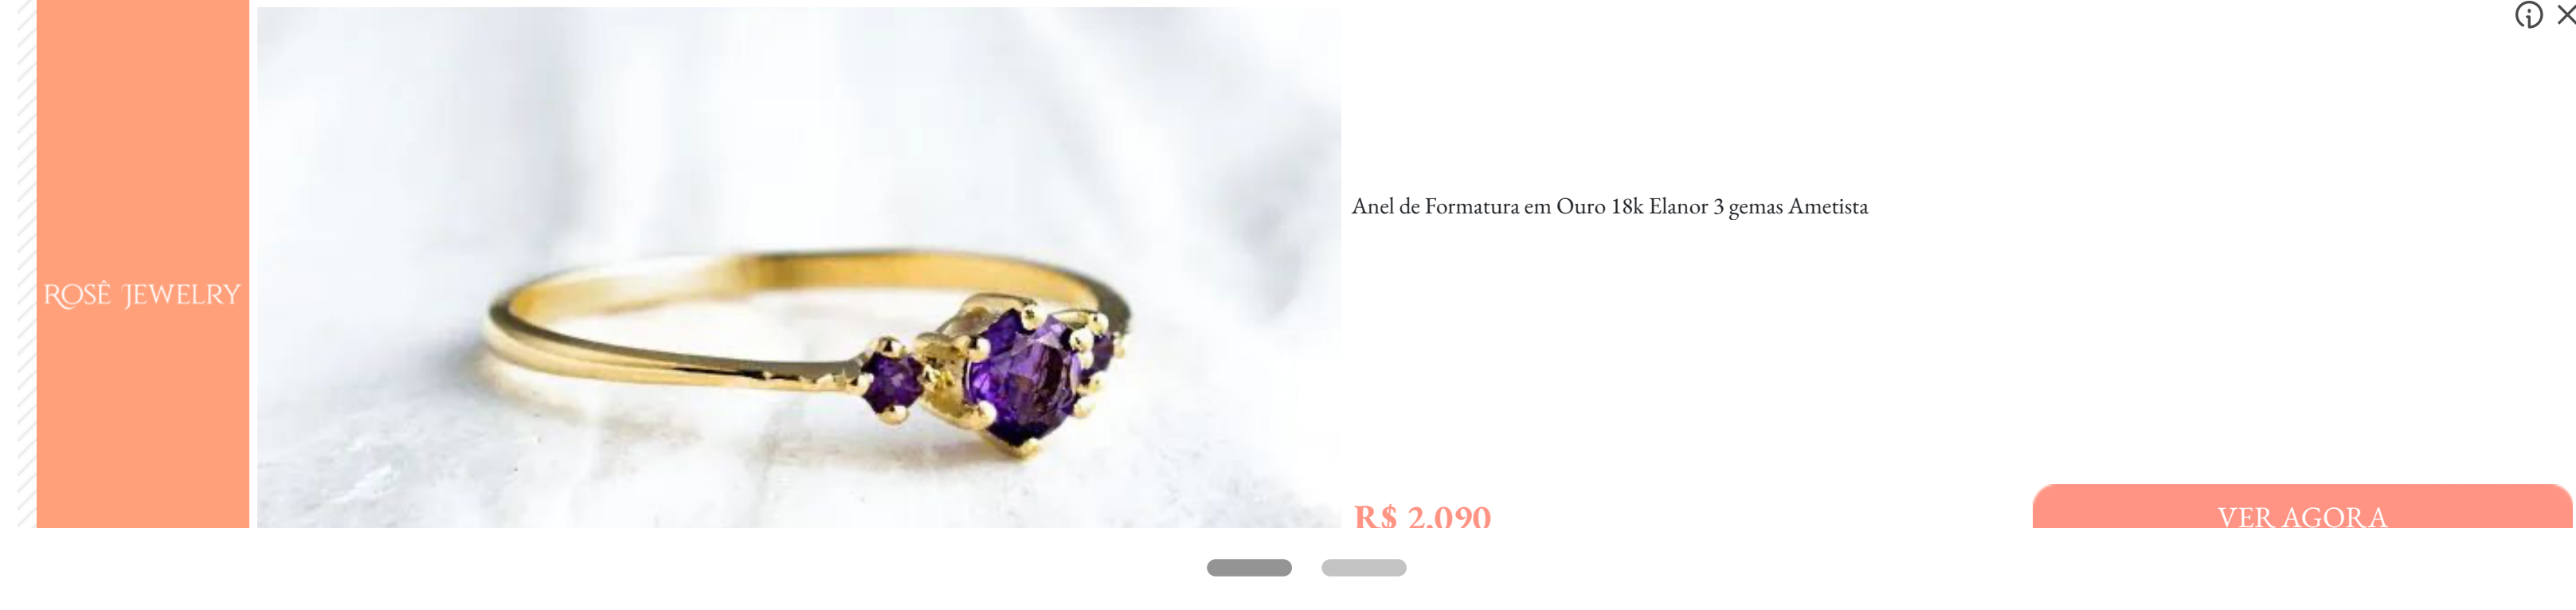 ROSÊ JEWELRY
Anel de Formatura em Ouro 18k Elanor 3 gemas Ametista
R$ 2.090
VER AGORA